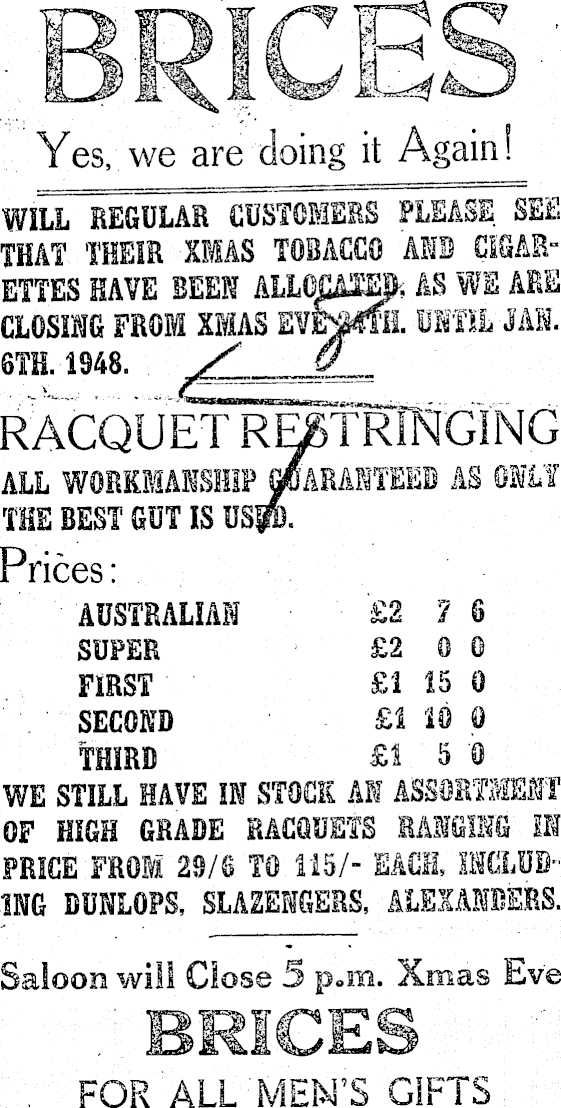 BRICES
Yes, we are doing it Again!
WILL REGULAR CUSTOMERS PLEASE SEE
THAT THEIR XMAS TOBACCO AND CIGAR-
ETTES HAVE BEEN ALLOCATED, AS WE ARE
CLOSING FROM XMAS EVE 24TH. UNTIL JAN.
6TH. 1948.
RACQUET RESTRINGING
ALL WORKMANSHIP GUARANTEED AS ONLY
THE BEST GUT IS USED.
Prices:
AUSTRALIAN £2 7 6
SUPER £2 0 0
FIRST £1 15 0
SECOND £1 10 0
THIRD £1 5 0
WE STILL HAVE IN STOCK AN ASSORTMENT
OF HIGH GRADE RACQUETS RANGING IN
PRICE FROM 29/6 TO 115/- EACH, INCLUD-
ING DUNLOPS, SLAZENGERS, ALEXANDERS.
Saloon will Close 5 p.m. Xmas Eve
BRICES
FOR ALL MEN'S GIFTS